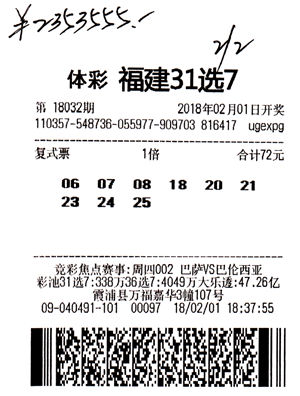 ¥2353555.-
2/2
体彩 福建31选7
第 18032期 2018年02月01日开奖
110357-548736-055977-909703 816417 ugexpg
复式票 1倍 合计72元
06 07 08 18 20 21
23 24 25
竞彩焦点赛事:周四002 巴萨VS巴伦西亚
彩池31选7:338万36选7:4049万大乐透:47.26亿
霞浦县万福嘉华3幢107号
09-040491-101 00097 18/02/01 18:37:55